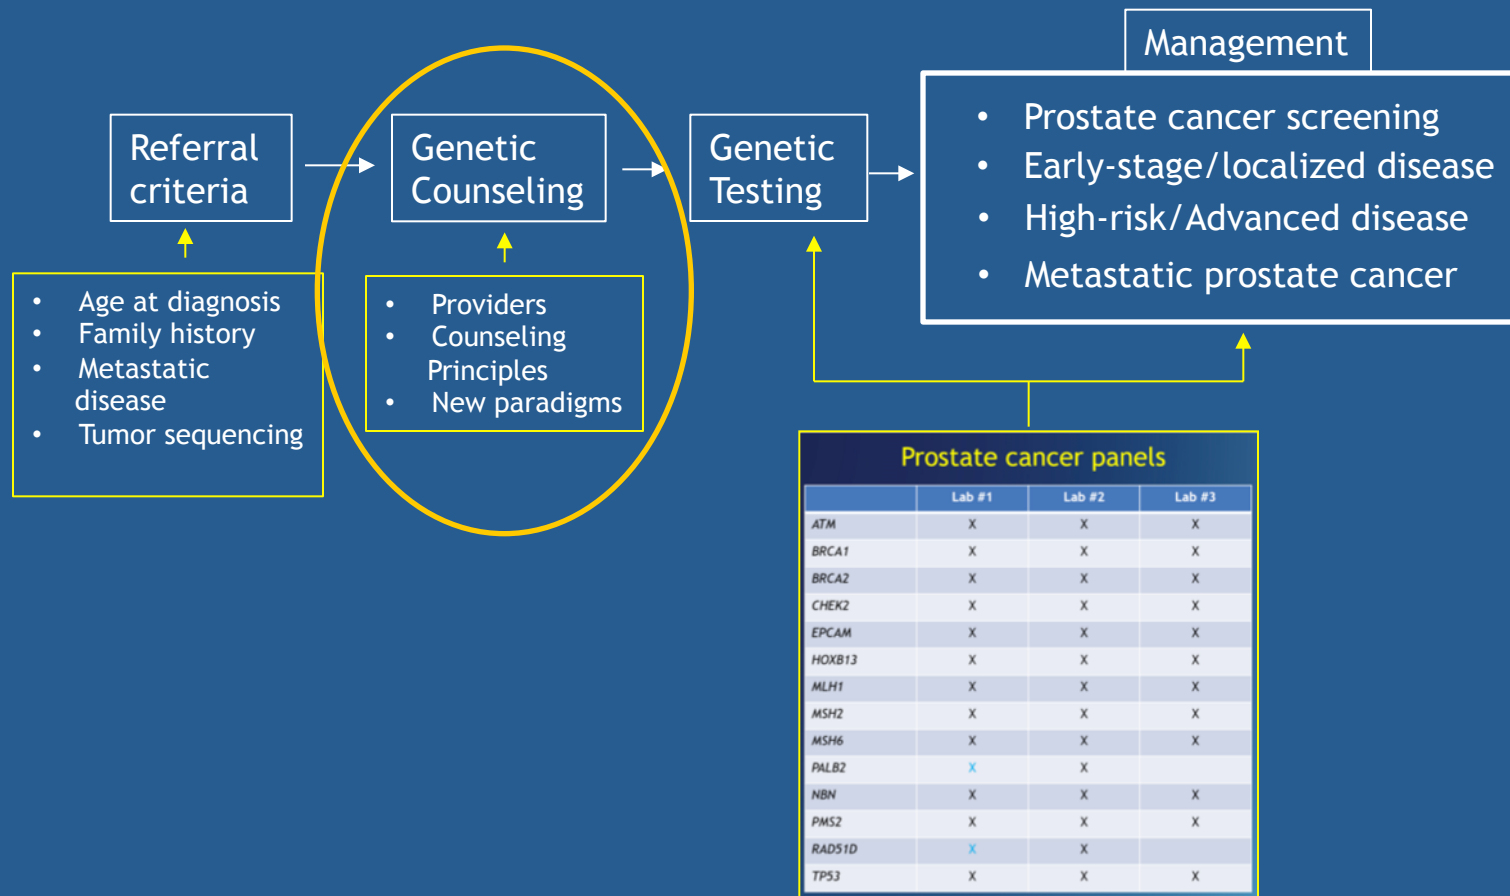 Management
Referral
criteria
Genetic
Counseling
Genetic
Testing
• Prostate cancer screening
• Early-stage/localized disease
• High-risk/Advanced disease
• Metastatic prostate cancer
• Age at diagnosis
• Family history
• Metastatic
disease
• Tumor sequencing
• Providers
• Counseling
Principles
• New paradigms
Prostate cancer panels
Lab #1 Lab #2 Lab #3
ATM X X X
BRCA1 X X X
BRCA2 X X X
CHEK2 X X X
EPCAM X X X
HOXB13 X X X
MLH1 X X X
MSH2 X X X
MSH6 X X X
PALB2 X X
NBN X X X
PMS2 X X X
RAD51D X X
TP53 X X X